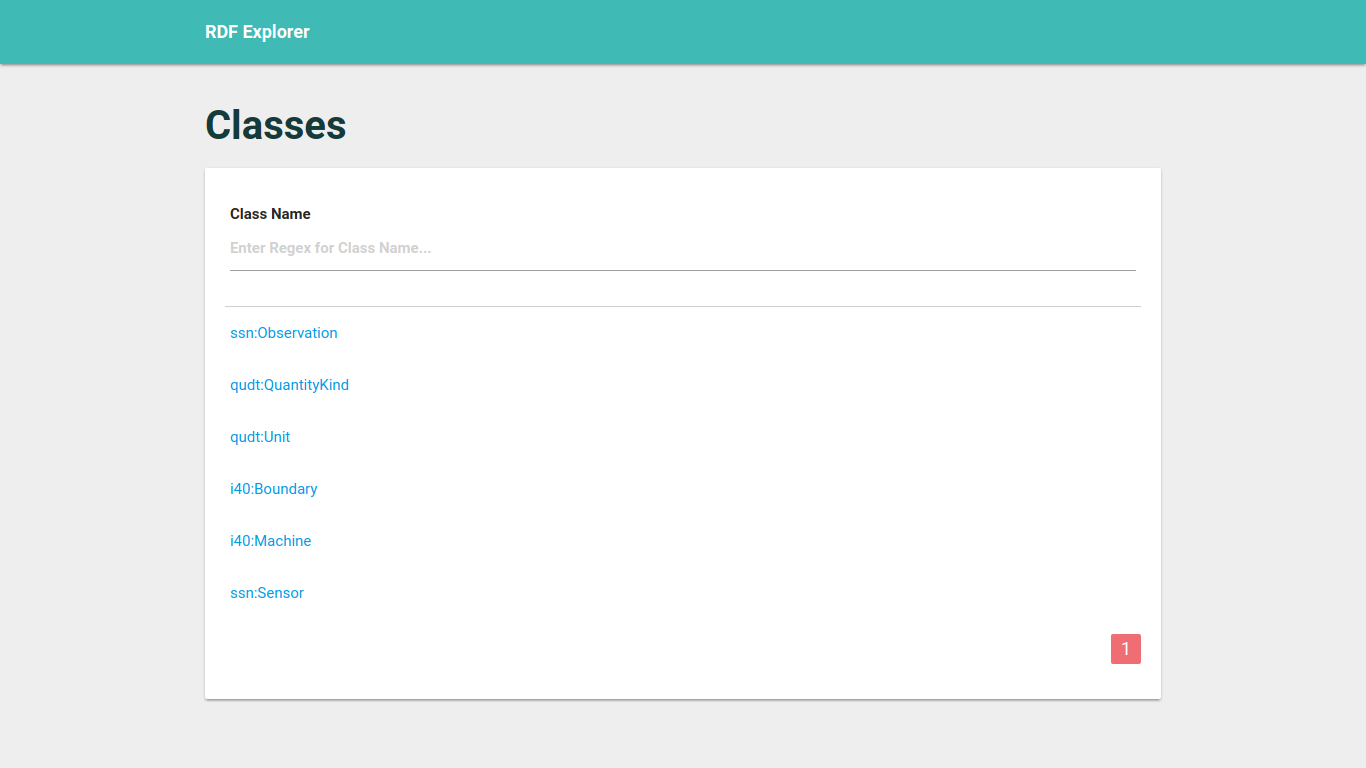 RDF Explorer
Classes
Class Name
Enter Regex for Class Name...
ssn:Observation
qudt:QuantityKind
qudt:Unit
i40:Boundary
i40:Machine
ssn:Sensor
1